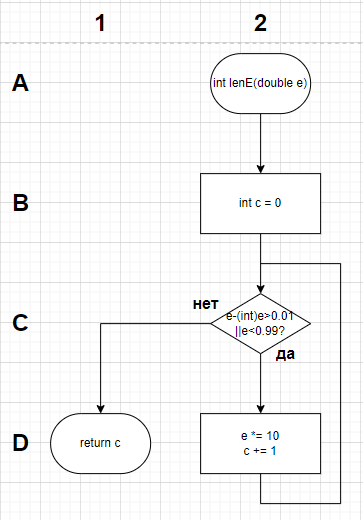 1 2
A
int lenE(double e)
B
int c = 0
нет
C
e-(int)e>0.01
||e<0.99?
да
D
return c
e *= 10
c += 1